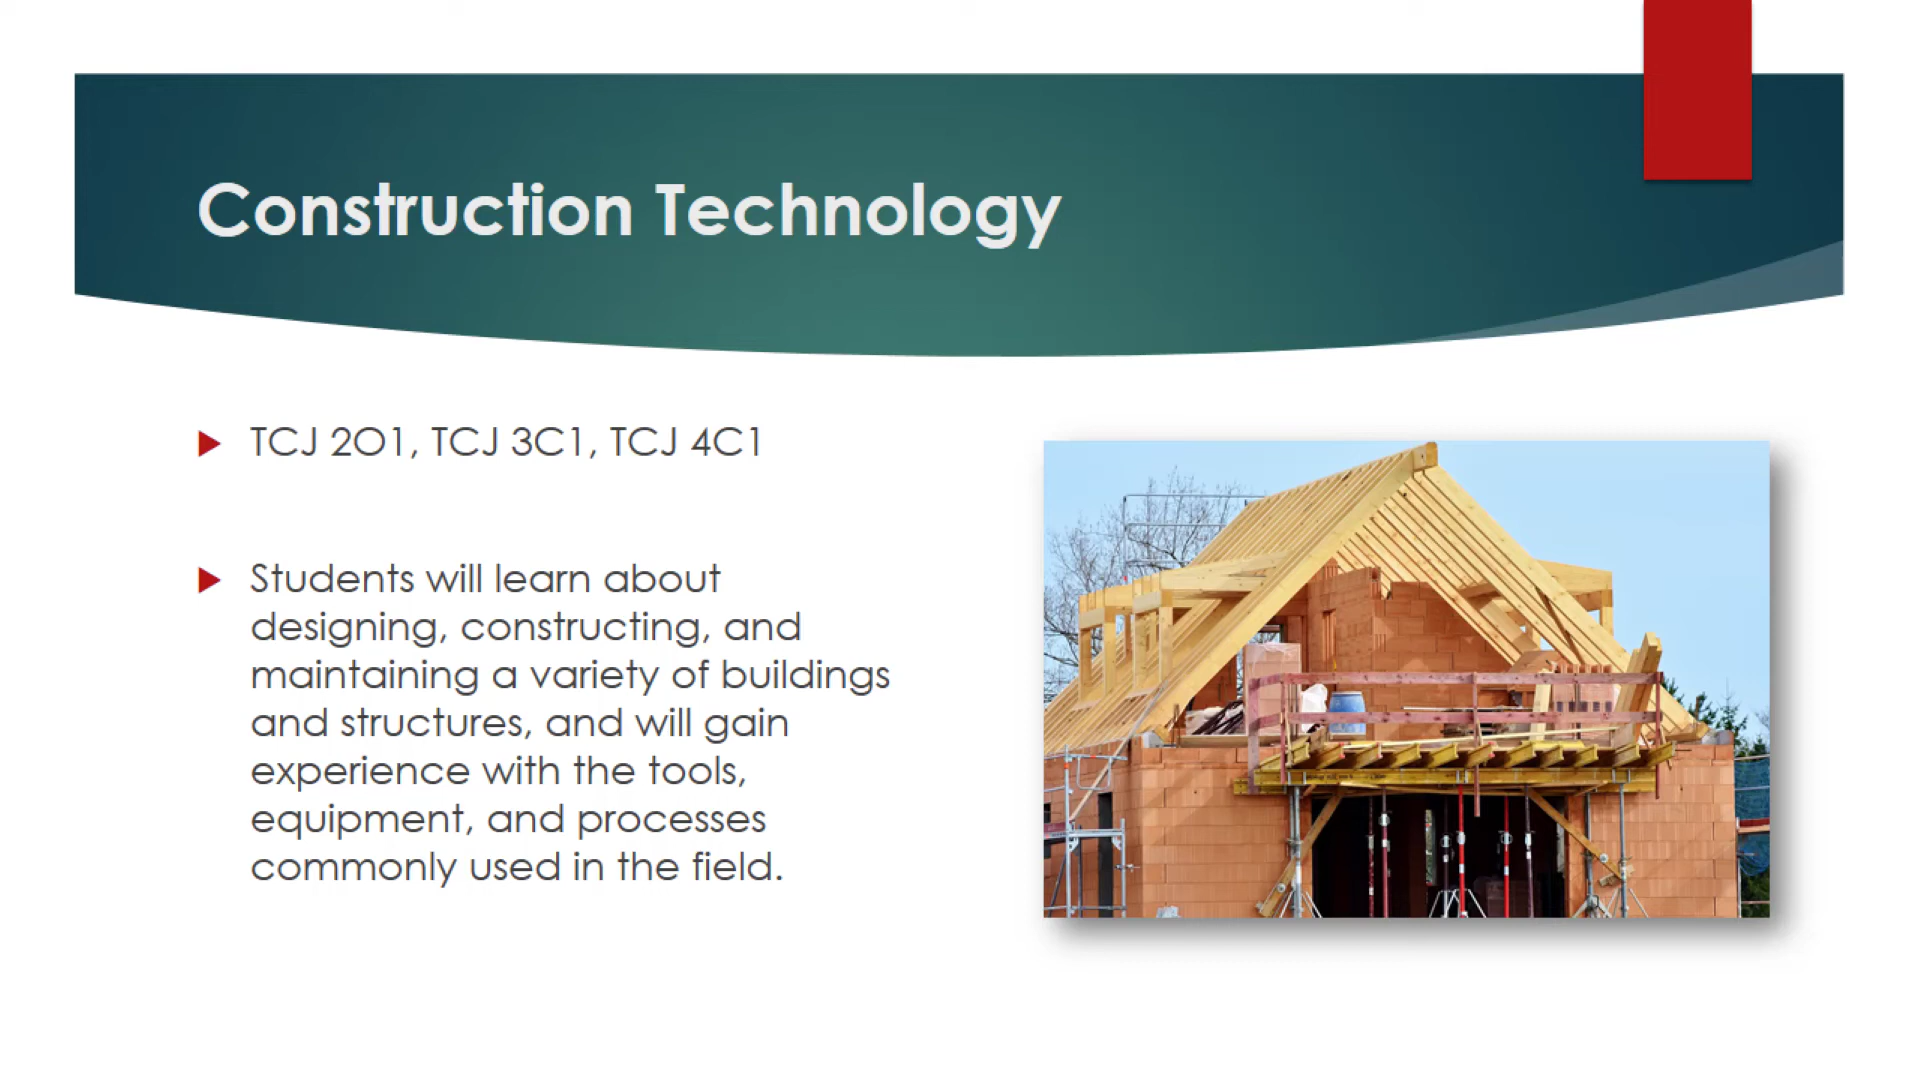 Construction Technology
TCJ 2O1, TCJ 3C1, TCJ 4C1
Students will learn about
designing, constructing, and
maintaining a variety of buildings
and structures, and will gain
experience with the tools,
equipment, and processes
commonly used in the field.